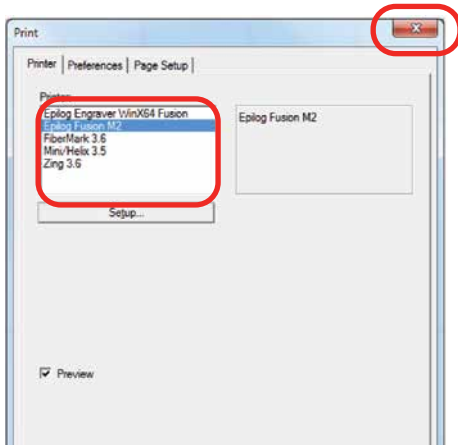 Print
Printer Preferences Page Setup
Printer
Epilog Engraver WinX64 Fusion
Epilog Fusion M2
FiberMark 3.6
Mini/Helix 3.5
Zing 3.6
Epilog Fusion M2
Setup...
Preview